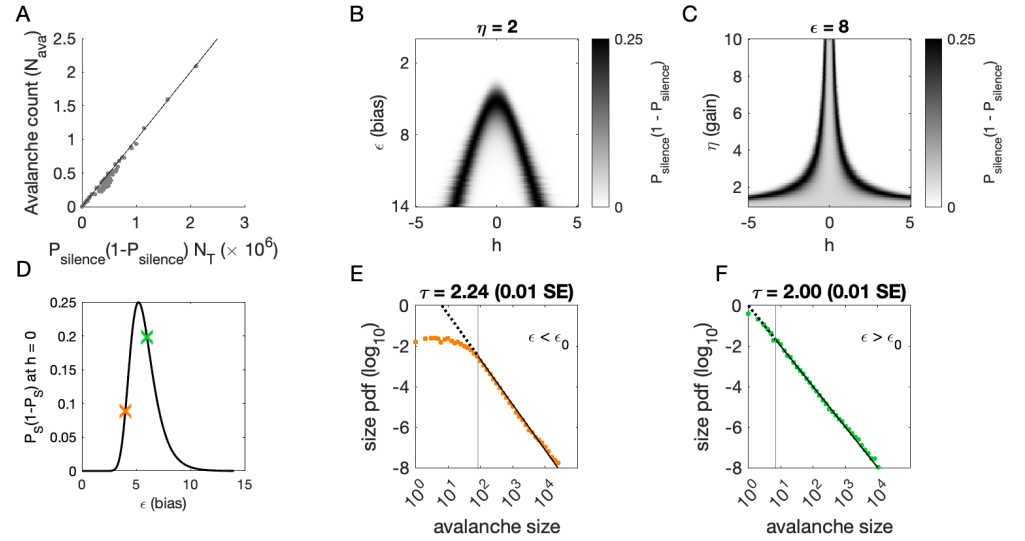 A
Avalanche count (N_ava)
2.5
2
1.5
1
0.5
0
0 1 2 3
P_silence(1-P_silence) N_T (× 10^6)
B
η = 2
ϵ (bias)
2
8
14
-5 0 5
h
0.25
0
P_silence(1 - P_silence)
C
ϵ = 8
η (gain)
10
8
6
4
2
-5 0 5
h
0.25
0
P_silence(1 - P_silence)
D
P_S(1-P_S) at h = 0
0.25
0.2
0.15
0.1
0.05
0
0 5 10 15
ϵ (bias)
E
τ = 2.24 (0.01 SE)
size pdf (log_10)
0
-2
-4
-6
-8
ϵ < ϵ_0
10^0 10^1 10^2 10^3 10^4
avalanche size
F
τ = 2.00 (0.01 SE)
size pdf (log_10)
0
-2
-4
-6
-8
ϵ > ϵ_0
10^0 10^1 10^2 10^3 10^4
avalanche size